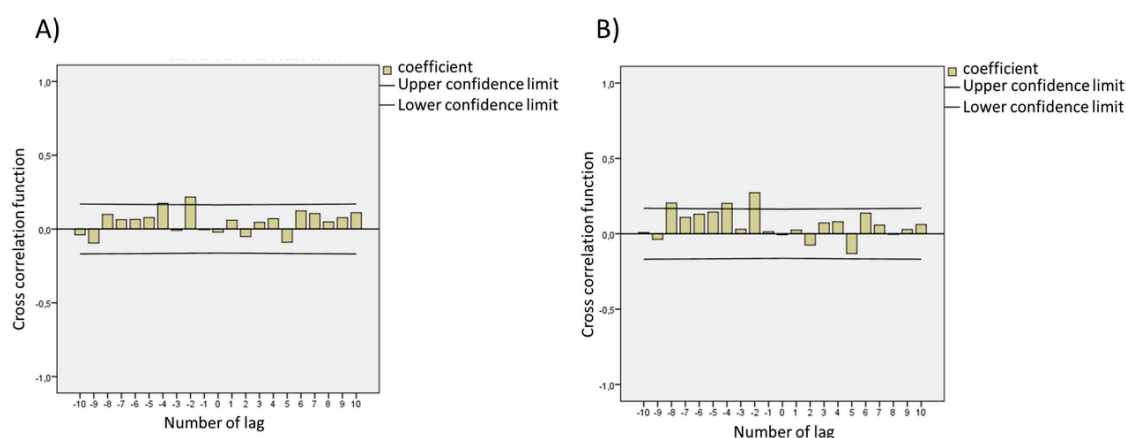 A)
coefficient
Upper confidence limit
Lower confidence limit
Cross correlation function
1,0
0,5
0,0
-0,5
-1,0
-10 -9 -8 -7 -6 -5 -4 -3 -2 -1 0 1 2 3 4 5 6 7 8 9 10
Number of lag
B)
coefficient
Upper confidence limit
Lower confidence limit
Cross correlation function
1,0
0,5
0,0
-0,5
-1,0
-10 -9 -8 -7 -6 -5 -4 -3 -2 -1 0 1 2 3 4 5 6 7 8 9 10
Number of lag